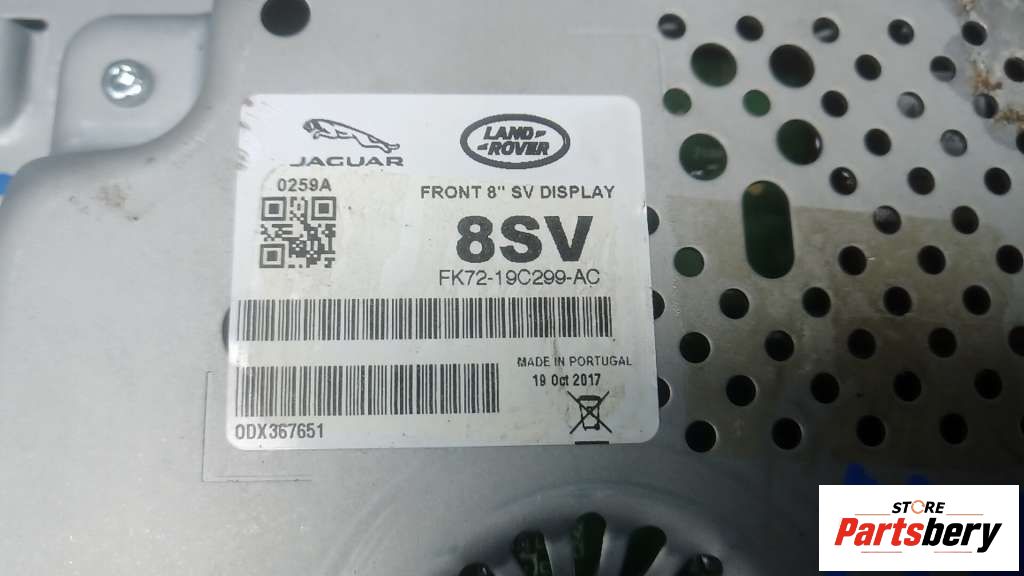 JAGUAR
LAND ROVER
0259A
FRONT 8" SV DISPLAY
8SV
FK72-19C299-AC
MADE IN PORTUGAL
19 Oct 2017
0DX367651
STORE
Partsbery